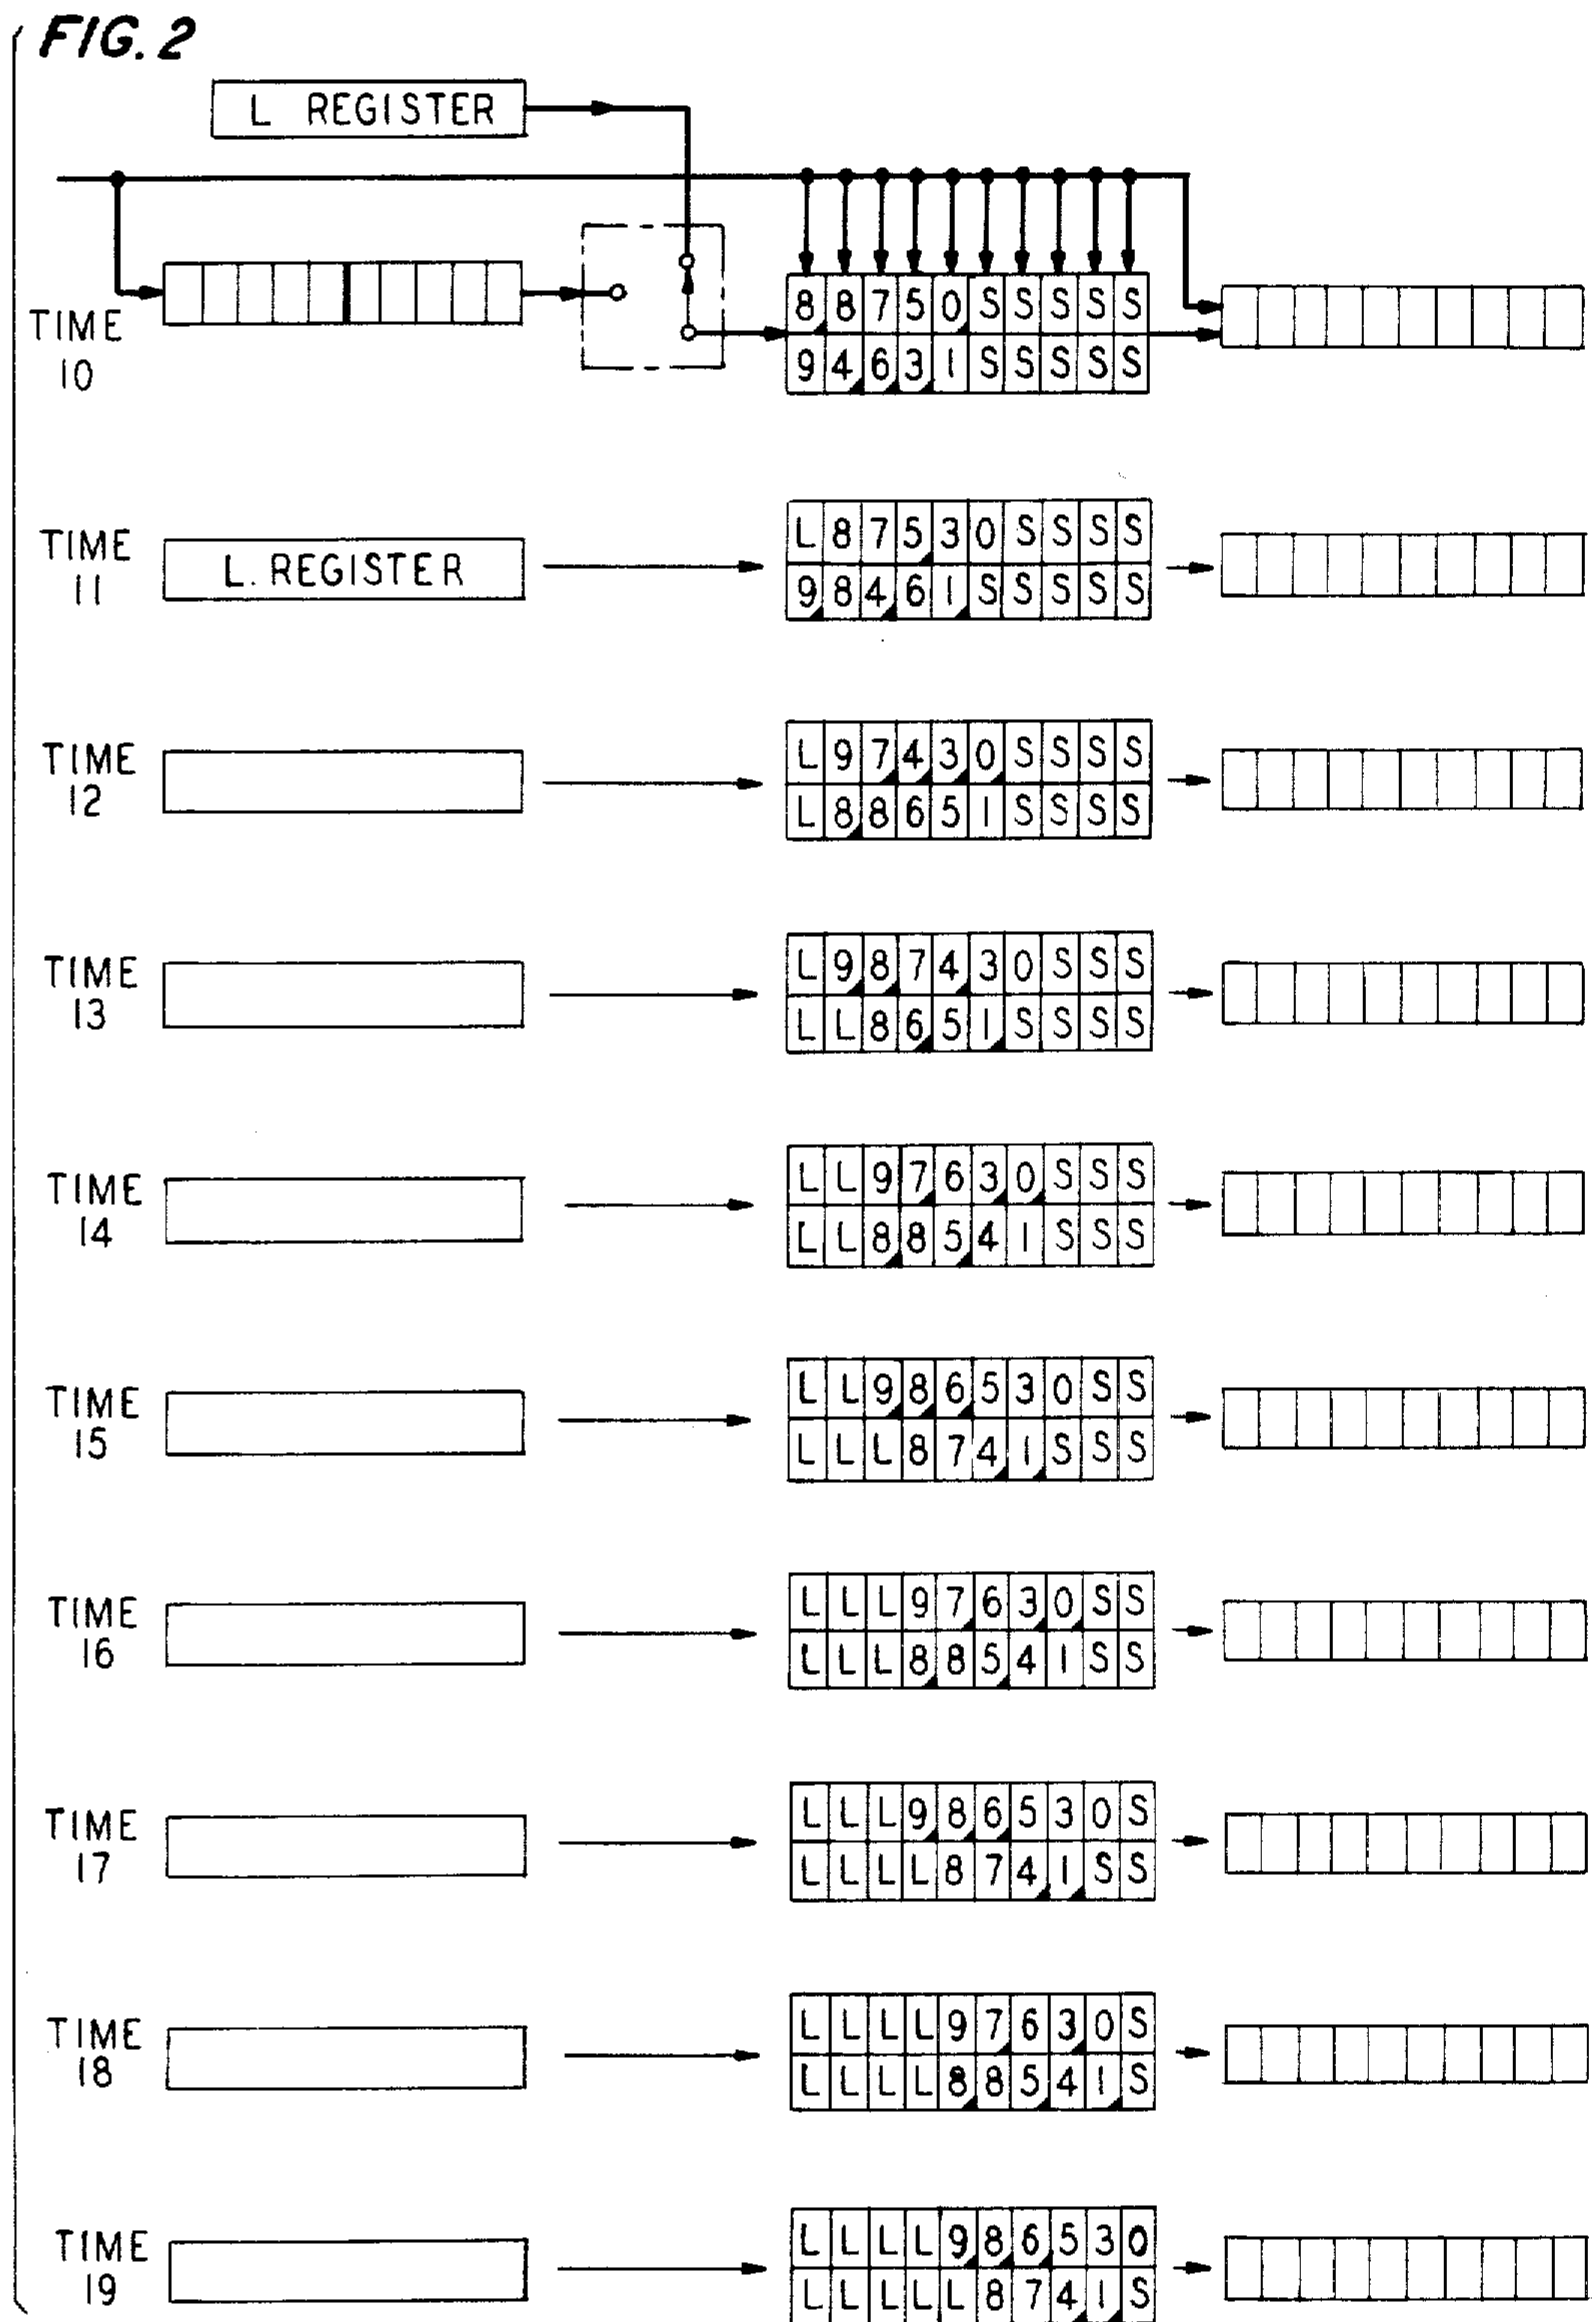 FIG. 2
L REGISTER
TIME
10
8 8 7 5 0 S S S S S
9 4 6 3 1 S S S S S
TIME
11
L. REGISTER
L 8 7 5 3 0 S S S S
9 8 4 6 1 S S S S S
TIME
12
L 9 7 4 3 0 S S S S
L 8 8 6 5 1 S S S S
TIME
13
L 9 8 7 4 3 0 S S S
L L 8 6 5 1 S S S S
TIME
14
L L 9 7 6 3 0 S S S
L L 8 8 5 4 1 S S S
TIME
15
L L 9 8 6 5 3 0 S S
L L L 8 7 4 1 S S S
TIME
16
L L L 9 7 6 3 0 S S
L L L 8 8 5 4 1 S S
TIME
17
L L L 9 8 6 5 3 0 S
L L L L 8 7 4 1 S S
TIME
18
L L L L 9 7 6 3 0 S
L L L L 8 8 5 4 1 S
TIME
19
L L L L 9 8 6 5 3 0
L L L L L 8 7 4 1 S